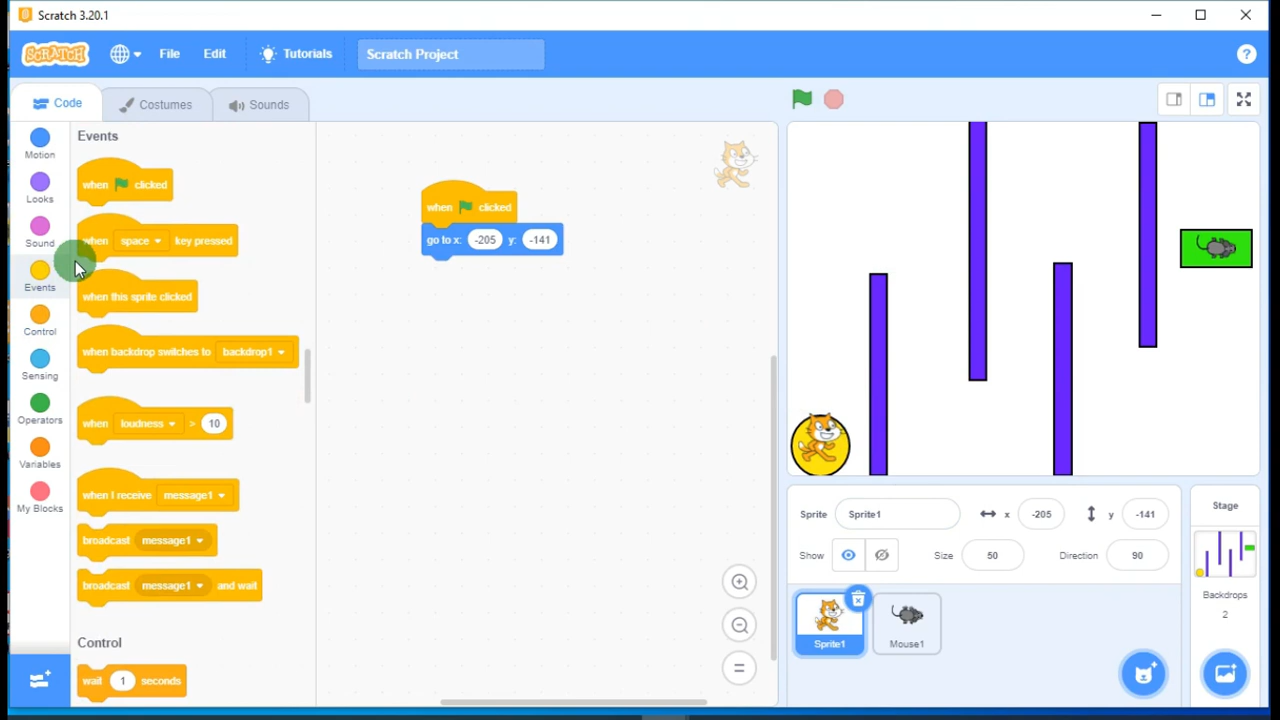 Scratch 3.20.1
SCRATCH
File
Edit
Tutorials
Scratch Project
?
Code
Costumes
Sounds
Motion
Looks
Sound
Events
Control
Sensing
Operators
Variables
My Blocks
Events
when clicked
when space key pressed
when this sprite clicked
when backdrop switches to backdrop1
when loudness > 10
when I receive message1
broadcast message1
broadcast message1 and wait
Control
wait 1 seconds
when clicked
go to x: -205 y: -141
Sprite Sprite1 x -205 y -141
Show Size 50 Direction 90
Sprite1
Mouse1
Stage
Backdrops
2